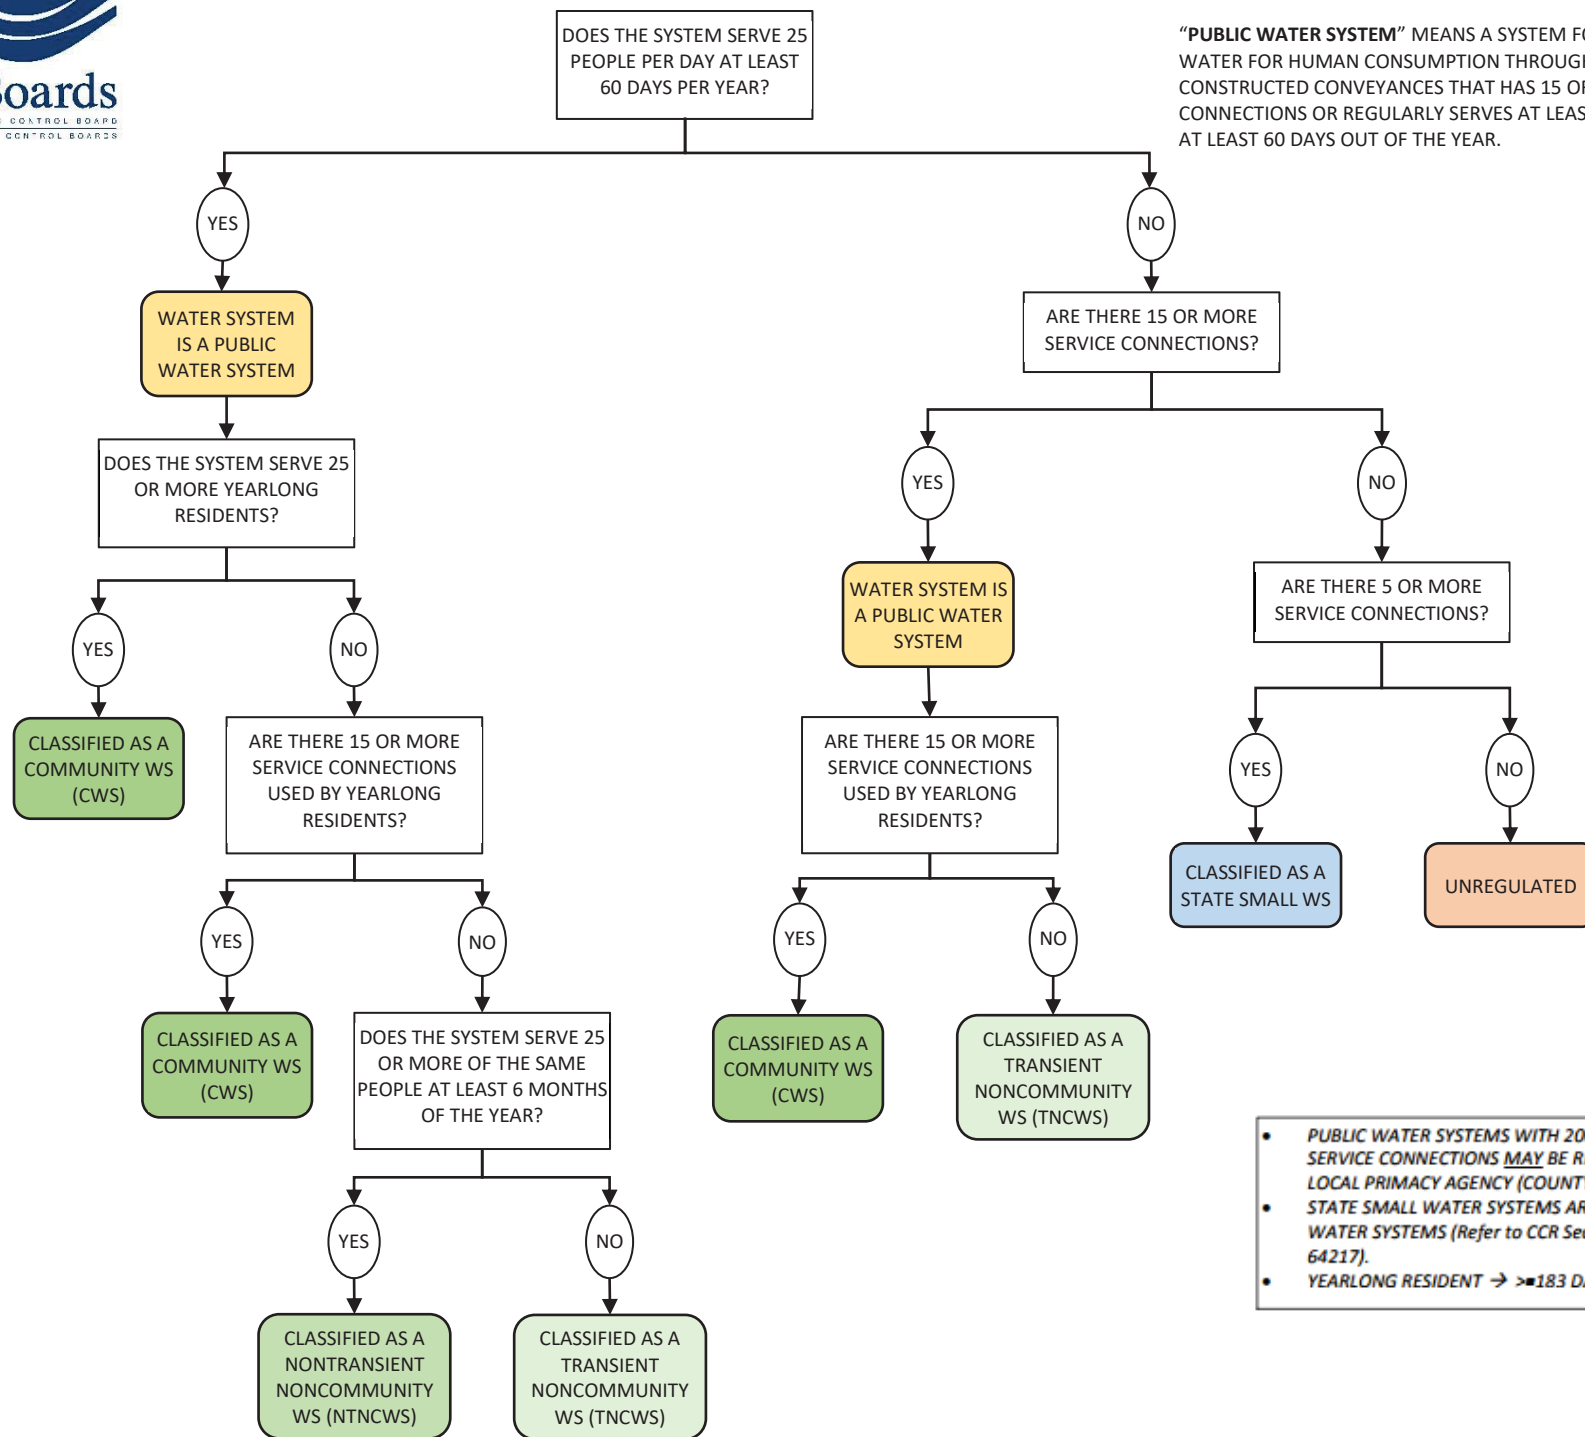 Boards
CONTROL BOARD
CONTROL BOARDS
DOES THE SYSTEM SERVE 25
PEOPLE PER DAY AT LEAST
60 DAYS PER YEAR?
“PUBLIC WATER SYSTEM” MEANS A SYSTEM
WATER FOR HUMAN CONSUMPTION THROUGH
CONSTRUCTED CONVEYANCES THAT HAS 15
CONNECTIONS OR REGULARLY SERVES AT
AT LEAST 60 DAYS OUT OF THE YEAR.
YES
NO
WATER SYSTEM
IS A PUBLIC
WATER SYSTEM
ARE THERE 15 OR MORE
SERVICE CONNECTIONS?
DOES THE SYSTEM SERVE 25
OR MORE YEARLONG
RESIDENTS?
YES
NO
WATER SYSTEM IS
A PUBLIC WATER
SYSTEM
ARE THERE 5 OR MORE
SERVICE CONNECTIONS?
YES
NO
CLASSIFIED AS A
COMMUNITY WS
(CWS)
ARE THERE 15 OR MORE
SERVICE CONNECTIONS
USED BY YEARLONG
RESIDENTS?
ARE THERE 15 OR MORE
SERVICE CONNECTIONS
USED BY YEARLONG
RESIDENTS?
YES
NO
CLASSIFIED AS A
STATE SMALL WS
UNREGULATED
YES
NO
YES
NO
CLASSIFIED AS A
COMMUNITY WS
(CWS)
DOES THE SYSTEM SERVE 25
OR MORE OF THE SAME
PEOPLE AT LEAST 6 MONTHS
OF THE YEAR?
CLASSIFIED AS A
COMMUNITY WS
(CWS)
CLASSIFIED AS A
TRANSIENT
NONCOMMUNITY
WS (TNCWS)
YES
NO
CLASSIFIED AS A
NONTRANSIENT
NONCOMMUNITY
WS (NTNCWS)
CLASSIFIED AS A
TRANSIENT
NONCOMMUNITY
WS (TNCWS)
• PUBLIC WATER SYSTEMS WITH
SERVICE CONNECTIONS MAY BE
LOCAL PRIMACY AGENCY (COUNTY
• STATE SMALL WATER SYSTEMS
WATER SYSTEMS (Refer to CCR
64217).
• YEARLONG RESIDENT → >=183